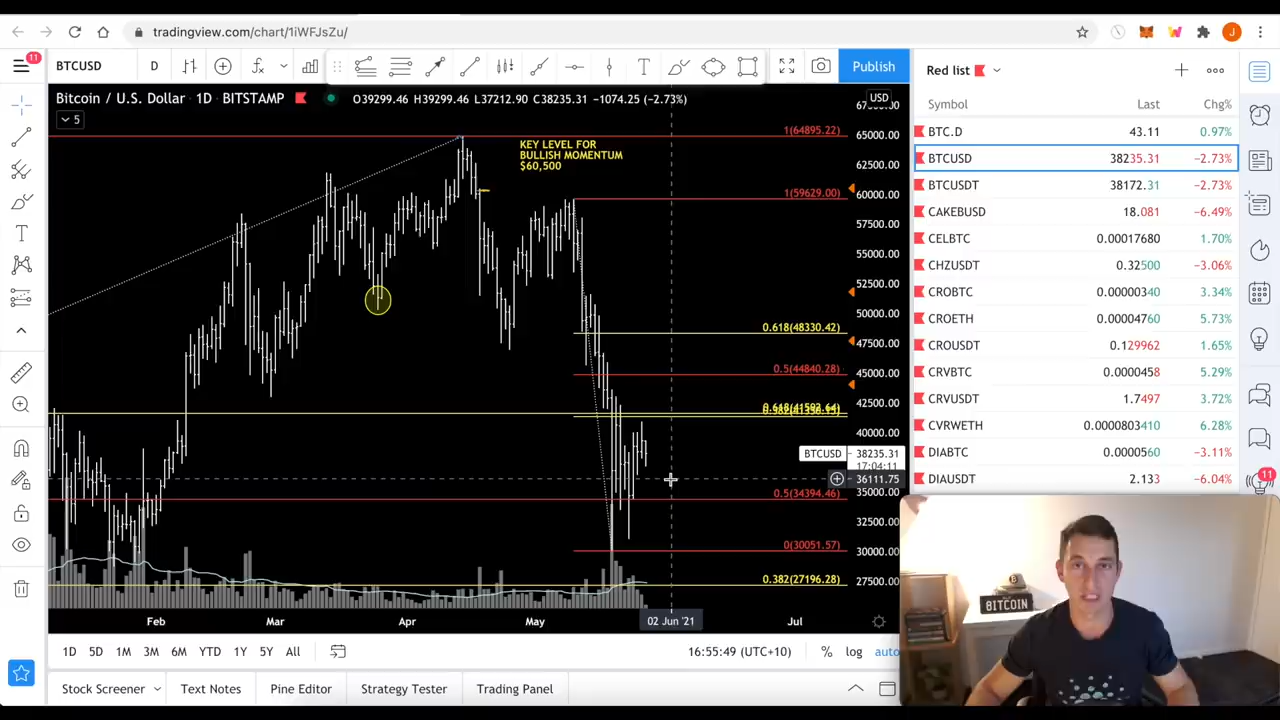 tradingview.com/chart/1iWFJsZu/
J
11
BTCUSD
D
T
Publish
Red list
Bitcoin / U.S. Dollar · 1D · BITSTAMP
O39299.46 H39299.46 L37212.90 C38235.31 −1074.25 (−2.73%)
USD
5
Symbol Last Chg%
BTC.D 43.11 0.97%
BTCUSD 38235.31 −2.73%
BTCUSDT 38172.31 −2.73%
CAKEBUSD 18.081 −6.49%
CELBTC 0.00017680 1.70%
CHZUSDT 0.32500 −3.06%
CROBTC 0.00000340 3.34%
CROETH 0.00004760 5.73%
CROUSDT 0.129962 1.65%
CRVBTC 0.0000458 5.29%
CRVUSDT 1.7497 3.72%
CRVWETH 0.0000803410 6.28%
DIABTC 0.0000560 −3.11%
DIAUSDT 2.133 −6.04%
11
KEY LEVEL FOR
BULLISH MOMENTUM
$60,500
1(64895.22)
1(59629.00)
0.618(48330.42)
0.5(44840.28)
0.5(34394.46)
0(30051.57)
0.382(27196.28)
65000.00
62500.00
60000.00
57500.00
55000.00
52500.00
50000.00
47500.00
45000.00
42500.00
40000.00
BTCUSD 38235.31
17:04:11
36111.75
35000.00
32500.00
30000.00
27500.00
Feb Mar Apr May 02 Jun '21 Jul
1D 5D 1M 3M 6M YTD 1Y 5Y All
16:55:49 (UTC+10) % log auto
Stock Screener Text Notes Pine Editor Strategy Tester Trading Panel
BITCOIN